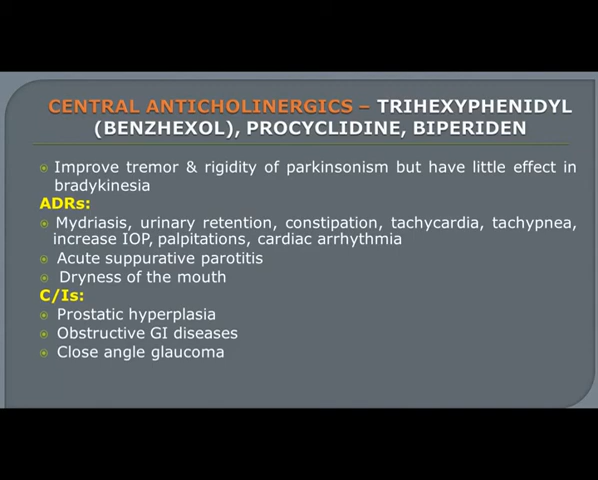 CENTRAL ANTICHOLINERGICS – TRIHEXYPHENIDYL
(BENZHEXOL), PROCYCLIDINE, BIPERIDEN
Improve tremor & rigidity of parkinsonism but have little effect in
bradykinesia
ADRs:
Mydriasis, urinary retention, constipation, tachycardia, tachypnea,
increase IOP, palpitations, cardiac arrhythmia
Acute suppurative parotitis
Dryness of the mouth
C/Is:
Prostatic hyperplasia
Obstructive GI diseases
Close angle glaucoma